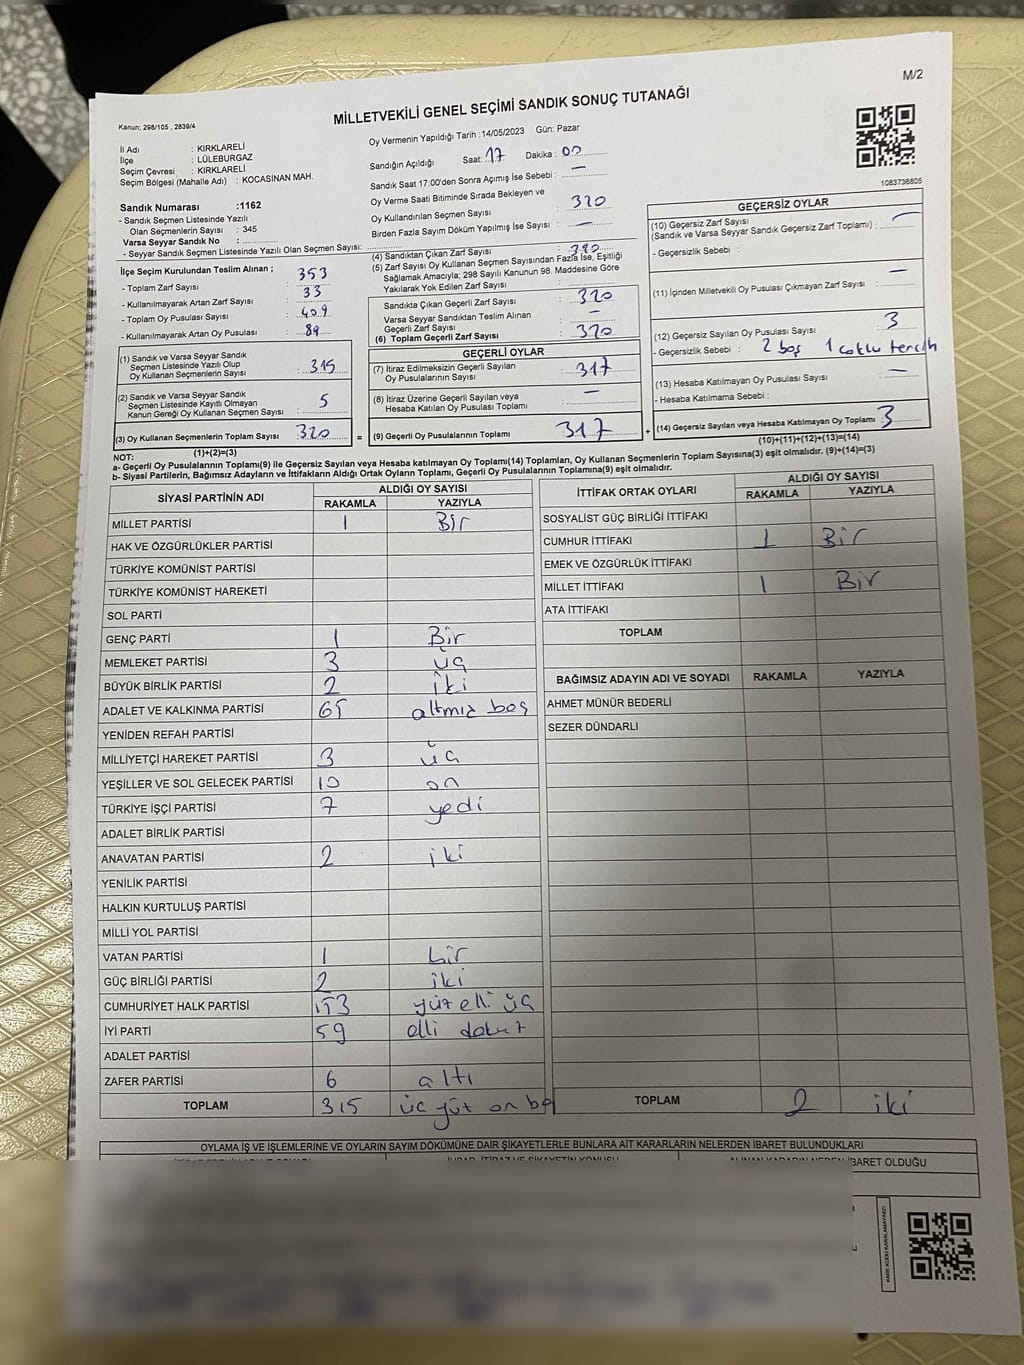 M/2
MİLLETVEKİLİ GENEL SEÇİMİ SANDIK SONUÇ TUTANAĞI
Kanun; 298/105 , 2839/4
İl Adı : KIRKLARELİ
İlçe : LÜLEBURGAZ
Seçim Çevresi : KIRKLARELİ
Seçim Bölgesi (Mahalle Adı) : KOCASİNAN MAH.
Sandık Numarası :1162
- Sandık Seçmen Listesinde Yazılı
Olan Seçmenlerin Sayısı : 345
Varsa Seyyar Sandık No :
- Seyyar Sandık Seçmen Listesinde Yazılı Olan Seçmen Sayısı:
Oy Vermenin Yapıldığı Tarih :14/05/2023 Gün: Pazar
Sandığın Açıldığı Saat: 17 Dakika : 00
Sandık Saat 17:00'den Sonra Açımış İse Sebebi : —
Oy Verme Saati Bitiminde Sırada Bekleyen ve
Oy Kullandırılan Seçmen Sayısı : 320
Birden Fazla Sayım Döküm Yapılmış İse Sayısı : —
1083736805
İlçe Seçim Kurulundan Teslim Alınan ;
- Toplam Zarf Sayısı : 353
- Kullanılmayarak Artan Zarf Sayısı : 33
- Toplam Oy Pusulası Sayısı : 409
- Kullanılmayarak Artan Oy Pusulası : 89
(1) Sandık ve Varsa Seyyar Sandık
Seçmen Listesinde Yazılı Olup
Oy Kullanan Seçmenlerin Sayısı : 315
(2) Sandık ve Varsa Seyyar Sandık
Seçmen Listesinde Kayıtlı Olmayan
Kanun Gereği Oy Kullanan Seçmen Sayısı : 5
(3) Oy Kullanan Seçmenlerin Toplam Sayısı 320
(1)+(2)=(3)
(4) Sandıktan Çıkan Zarf Sayısı : 320
(5) Zarf Sayısı Oy Kullanan Seçmen Sayısından Fazla İse, Eşitliği
Sağlamak Amacıyla; 298 Sayılı Kanunun 98. Maddesine Göre
Yakılarak Yok Edilen Zarf Sayısı :
Sandıkta Çıkan Geçerli Zarf Sayısı : 320
Varsa Seyyar Sandıktan Teslim Alınan
Geçerli Zarf Sayısı : —
(6) Toplam Geçerli Zarf Sayısı : 320
GEÇERLİ OYLAR
(7) İtiraz Edilmeksizin Geçerli Sayılan
Oy Pusulalarının Sayısı : 317
(8) İtiraz Üzerine Geçerli Sayılan veya
Hesaba Katılan Oy Pusulası Toplamı : —
= (9) Geçerli Oy Pusulalarının Toplamı 317 +
GEÇERSİZ OYLAR
(10) Geçersiz Zarf Sayısı
(Sandık ve Varsa Seyyar Sandık Geçersiz Zarf Toplamı) : —
- Geçersizlik Sebebi :
(11) İçinden Milletvekili Oy Pusulası Çıkmayan Zarf Sayısı : —
(12) Geçersiz Sayılan Oy Pusulası Sayısı : 3
- Geçersizlik Sebebi : 2 boş 1 çoklu tercih
(13) Hesaba Katılmayan Oy Pusulası Sayısı : —
- Hesaba Katılmama Sebebi :
(14) Geçersiz Sayılan veya Hesaba Katılmayan Oy Toplamı 3
(10)+(11)+(12)+(13)=(14)
NOT:
a- Geçerli Oy Pusulalarının Toplamı(9) ile Geçersiz Sayılan veya Hesaba katılmayan Oy Toplamı(14) Toplamları, Oy Kullanan Seçmenlerin Toplam Sayısına(3) eşit olmalıdır. (9)+(14)=(3)
b- Siyasi Partilerin, Bağımsız Adayların ve İttifakların Aldığı Ortak Oyların Toplamı, Geçerli Oy Pusulalarının Toplamına(9) eşit olmalıdır.
SİYASİ PARTİNİN ADI ALDIĞI OY SAYISI
RAKAMLA YAZIYLA
MİLLET PARTİSİ 1 Bir
HAK VE ÖZGÜRLÜKLER PARTİSİ
TÜRKİYE KOMÜNİST PARTİSİ
TÜRKİYE KOMÜNİST HAREKETİ
SOL PARTİ
GENÇ PARTİ 1 Bir
MEMLEKET PARTİSİ 3 üç
BÜYÜK BİRLİK PARTİSİ 2 iki
ADALET VE KALKINMA PARTİSİ 65 altmış beş
YENİDEN REFAH PARTİSİ
MİLLİYETÇİ HAREKET PARTİSİ 3 üç
YEŞİLLER VE SOL GELECEK PARTİSİ 10 on
TÜRKİYE İŞÇİ PARTİSİ 7 yedi
ADALET BİRLİK PARTİSİ
ANAVATAN PARTİSİ 2 iki
YENİLİK PARTİSİ
HALKIN KURTULUŞ PARTİSİ
MİLLİ YOL PARTİSİ
VATAN PARTİSİ 1 bir
GÜÇ BİRLİĞİ PARTİSİ 2 iki
CUMHURİYET HALK PARTİSİ 153 yüz elli üç
İYİ PARTİ 59 elli dokuz
ADALET PARTİSİ
ZAFER PARTİSİ 6 altı
TOPLAM 315 üç yüz on be
İTTİFAK ORTAK OYLARI ALDIĞI OY SAYISI
RAKAMLA YAZIYLA
SOSYALİST GÜÇ BİRLİĞİ İTTİFAKI
CUMHUR İTTİFAKI 1 Bir
EMEK VE ÖZGÜRLÜK İTTİFAKI
MİLLET İTTİFAKI 1 Bir
ATA İTTİFAKI
TOPLAM
BAĞIMSIZ ADAYIN ADI VE SOYADI RAKAMLA YAZIYLA
AHMET MÜNÜR BEDERLİ
SEZER DÜNDARLI
TOPLAM 2 iki
OYLAMA İŞ VE İŞLEMLERİNE VE OYLARIN SAYIM DÖKÜMÜNE DAİR ŞİKAYETLERLE BUNLARA AİT KARARLARIN NELERDEN İBARET BULUNDUKLARI
ALINAN KARARIN NEDEN İBARET OLDUĞU